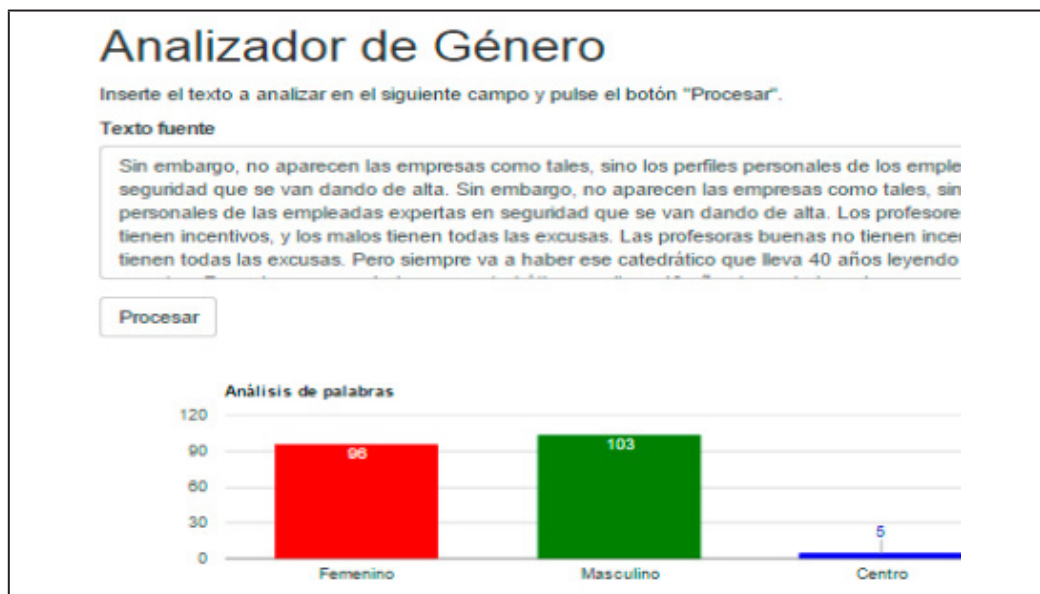 Analizador de Género
Inserte el texto a analizar en el siguiente campo y pulse el botón "Procesar".
Texto fuente
Sin embargo, no aparecen las empresas como tales, sino los perfiles personales de los emple
seguridad que se van dando de alta. Sin embargo, no aparecen las empresas como tales, sin
personales de las empleadas expertas en seguridad que se van dando de alta. Los profesore
tienen incentivos, y los malos tienen todas las excusas. Las profesoras buenas no tienen ince
tienen todas las excusas. Pero siempre va a haber ese catedrático que lleva 40 años leyendo
Procesar
Análisis de palabras
120
90
60
30
0
96
103
5
Femenino
Masculino
Centro